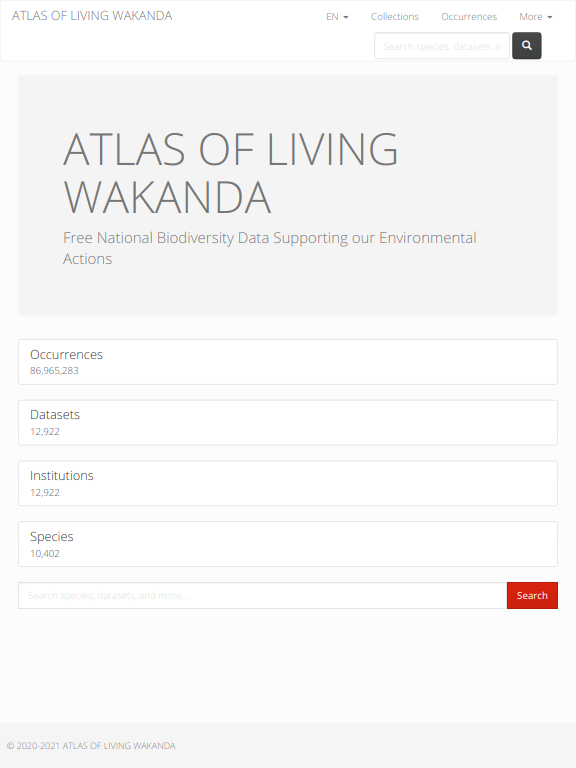 ATLAS OF LIVING WAKANDA
EN
Collections
Occurrences
More
Search species, datasets, a
ATLAS OF LIVING
WAKANDA
Free National Biodiversity Data Supporting our Environmental
Actions
Occurrences
86,965,283
Datasets
12,922
Institutions
12,922
Species
10,402
Search species, datasets, and more...
Search
© 2020-2021 ATLAS OF LIVING WAKANDA